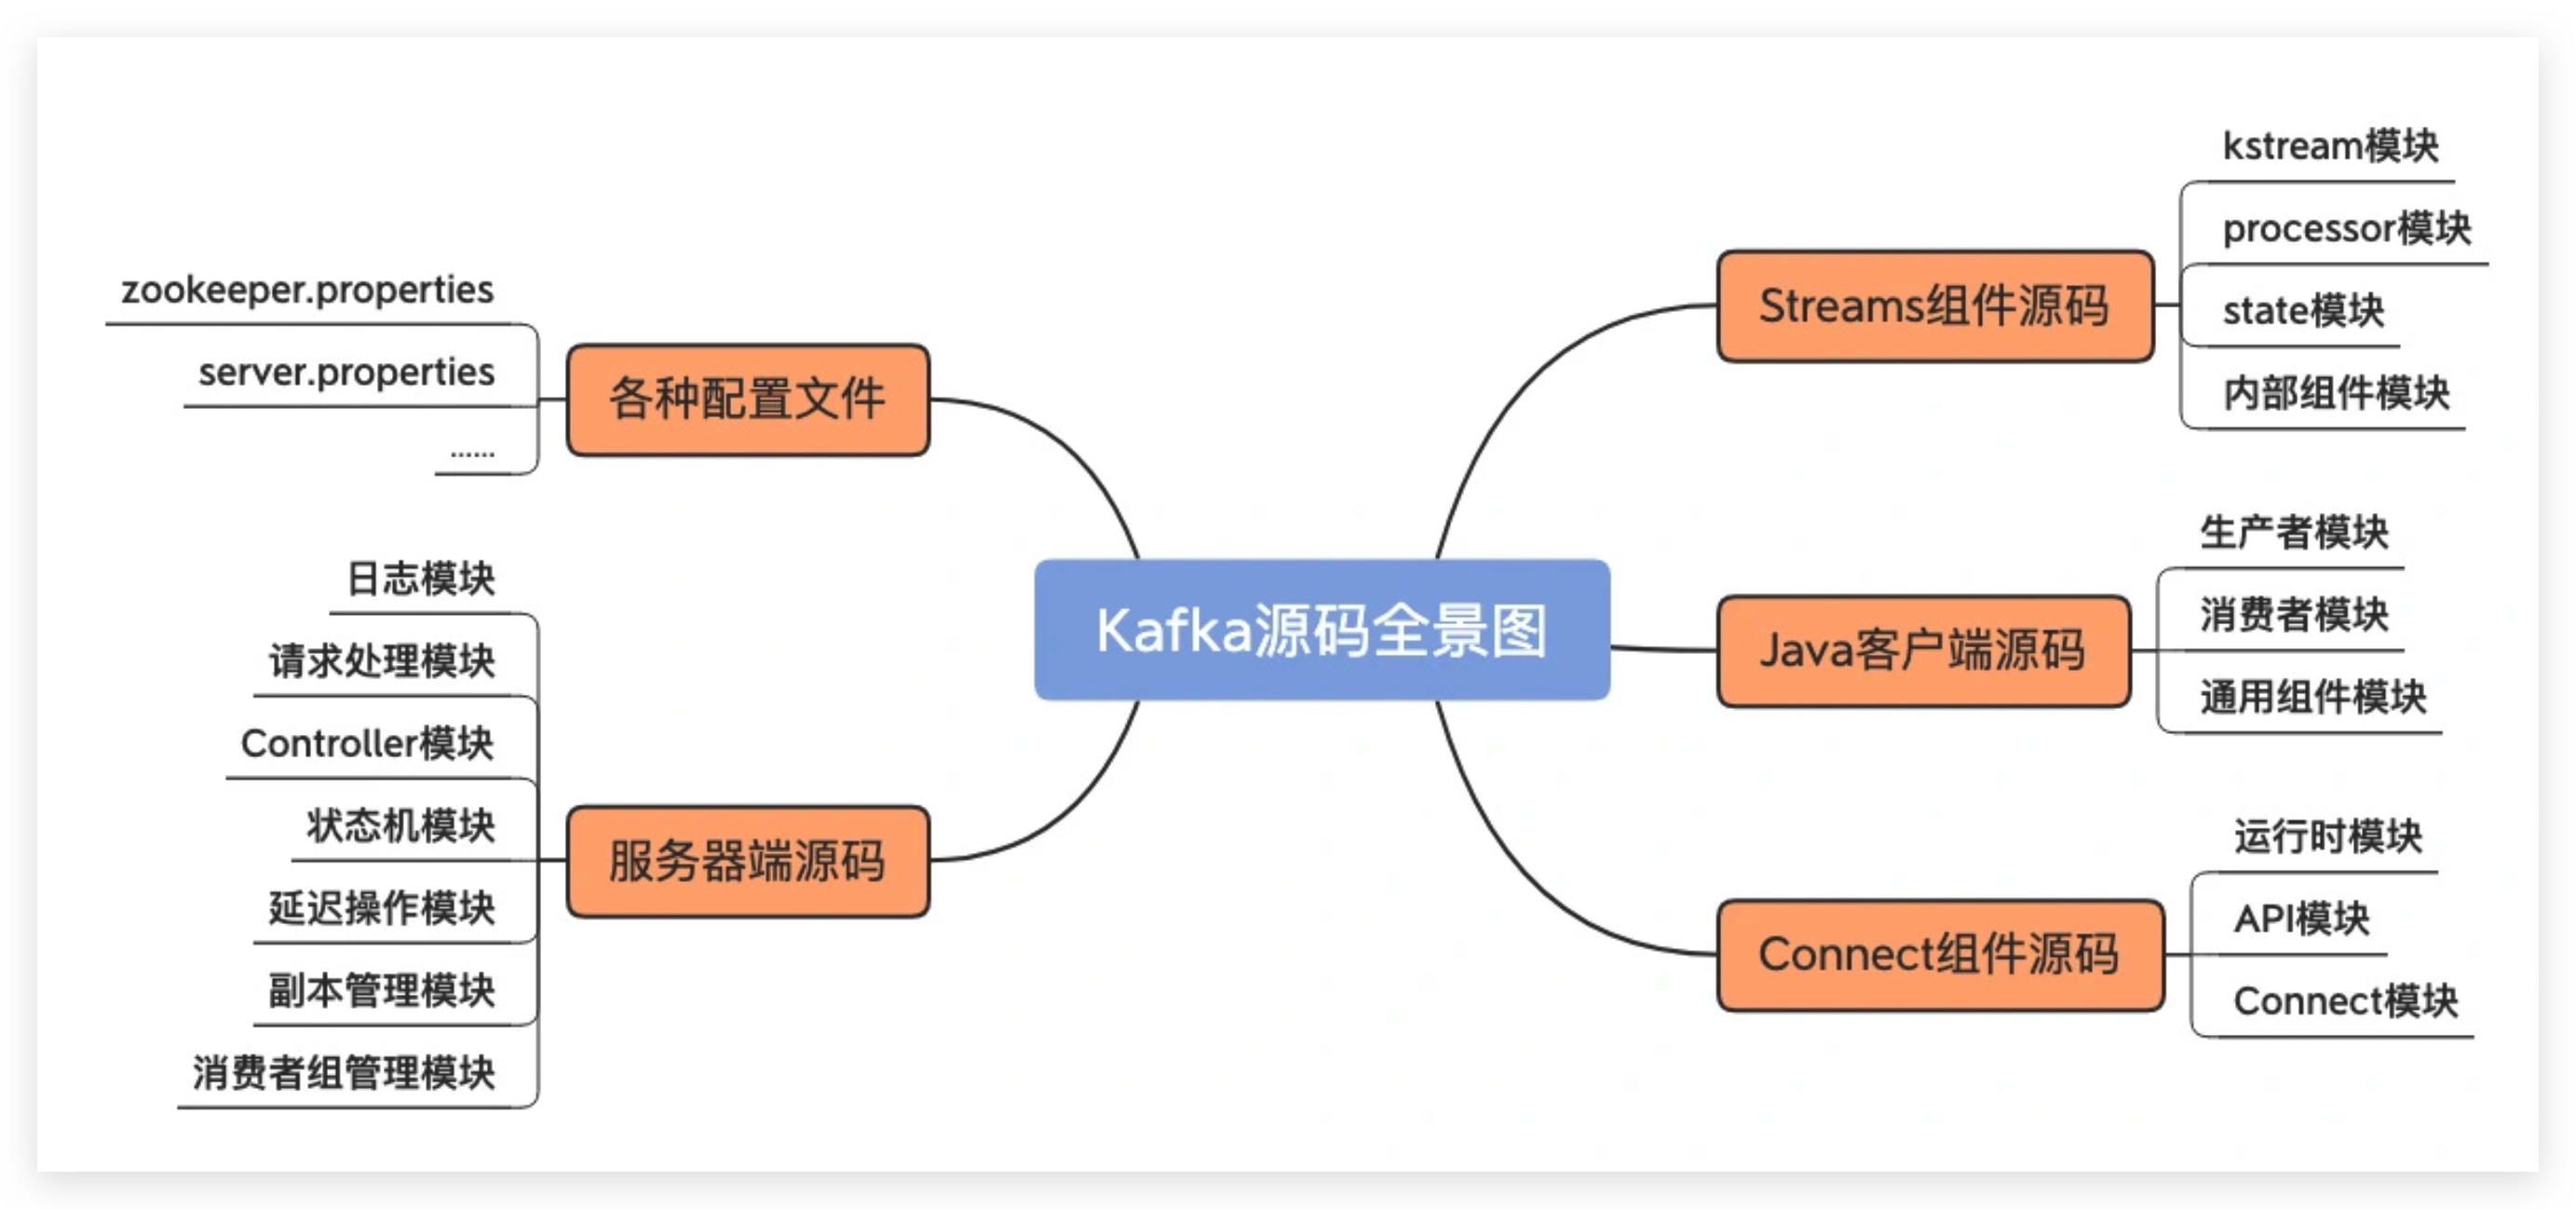 Kafka源码全景图
各种配置文件
zookeeper.properties
server.properties
......
服务器端源码
日志模块
请求处理模块
Controller模块
状态机模块
延迟操作模块
副本管理模块
消费者组管理模块
Streams组件源码
kstream模块
processor模块
state模块
内部组件模块
Java客户端源码
生产者模块
消费者模块
通用组件模块
Connect组件源码
运行时模块
API模块
Connect模块